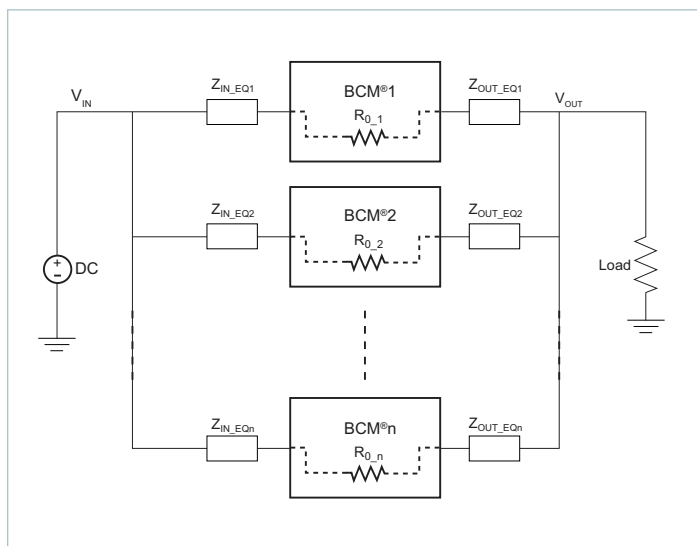 V_IN
Z_IN_EQ1
BCM®1
R_0_1
Z_OUT_EQ1
V_OUT
Z_IN_EQ2
BCM®2
R_0_2
Z_OUT_EQ2
+
−
DC
Load
Z_IN_EQn
BCM®n
R_0_n
Z_OUT_EQn